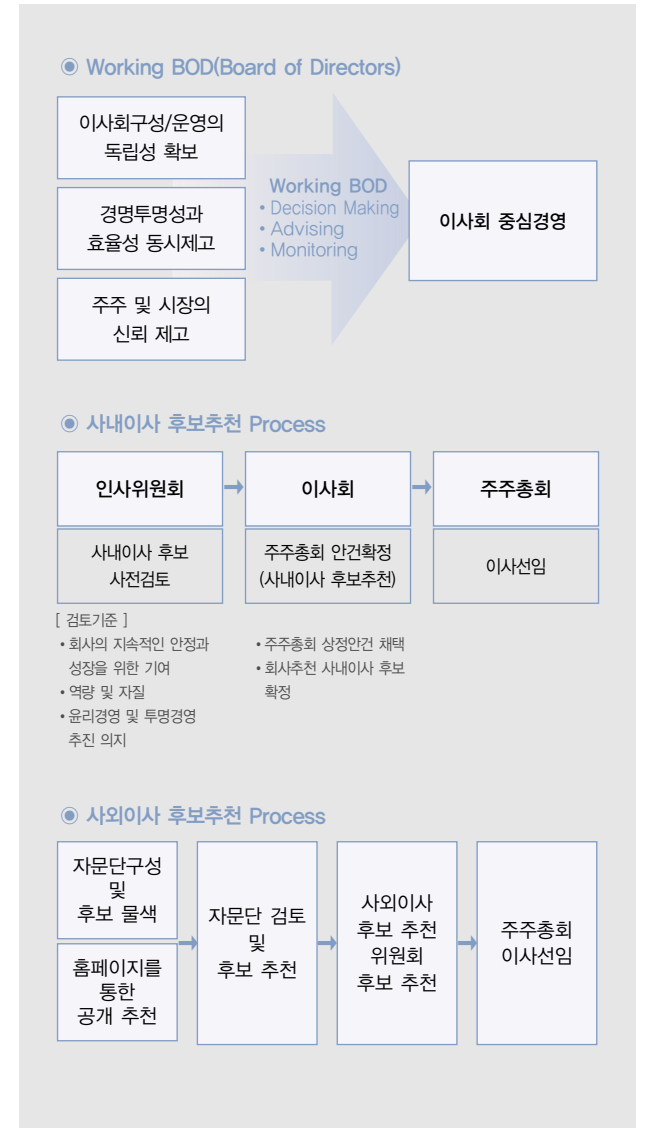 ◉ Working BOD(Board of Directors)
이사회구성/운영의
독립성 확보
경명투명성과
효율성 동시제고
주주 및 시장의
신뢰 제고
Working BOD
• Decision Making
• Advising
• Monitoring
이사회 중심경영
◉ 사내이사 후보추천 Process
인사위원회
이사회
주주총회
사내이사 후보
사전검토
주주총회 안건확정
(사내이사 후보추천)
이사선임
[ 검토기준 ]
• 회사의 지속적인 안정과
성장을 위한 기여
• 역량 및 자질
• 윤리경영 및 투명경영
추진 의지
• 주주총회 상정안건 채택
• 회사추천 사내이사 후보
확정
◉ 사외이사 후보추천 Process
자문단구성
및
후보 물색
홈페이지를
통한
공개 추천
자문단 검토
및
후보 추천
사외이사
후보 추천
위원회
후보 추천
주주총회
이사선임